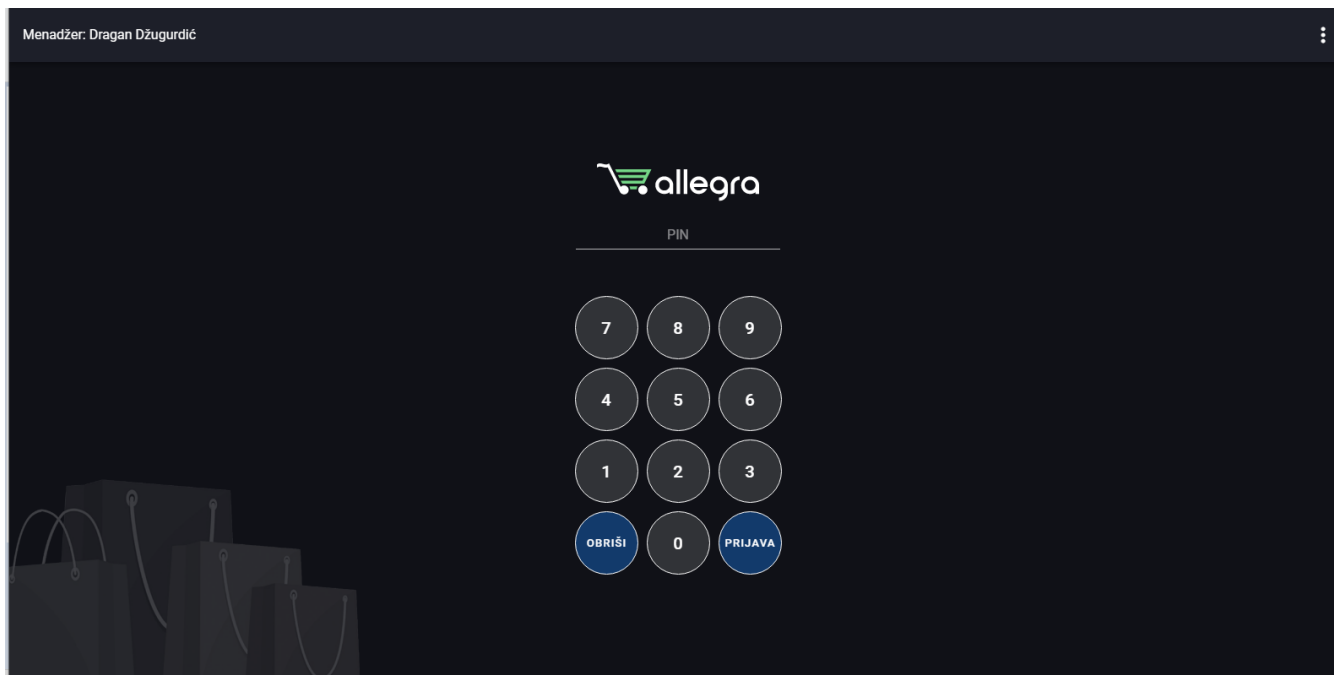 Menadžer: Dragan Džugurdić
allegra
PIN
7 8 9
4 5 6
1 2 3
OBRIŠI 0 PRIJAVA